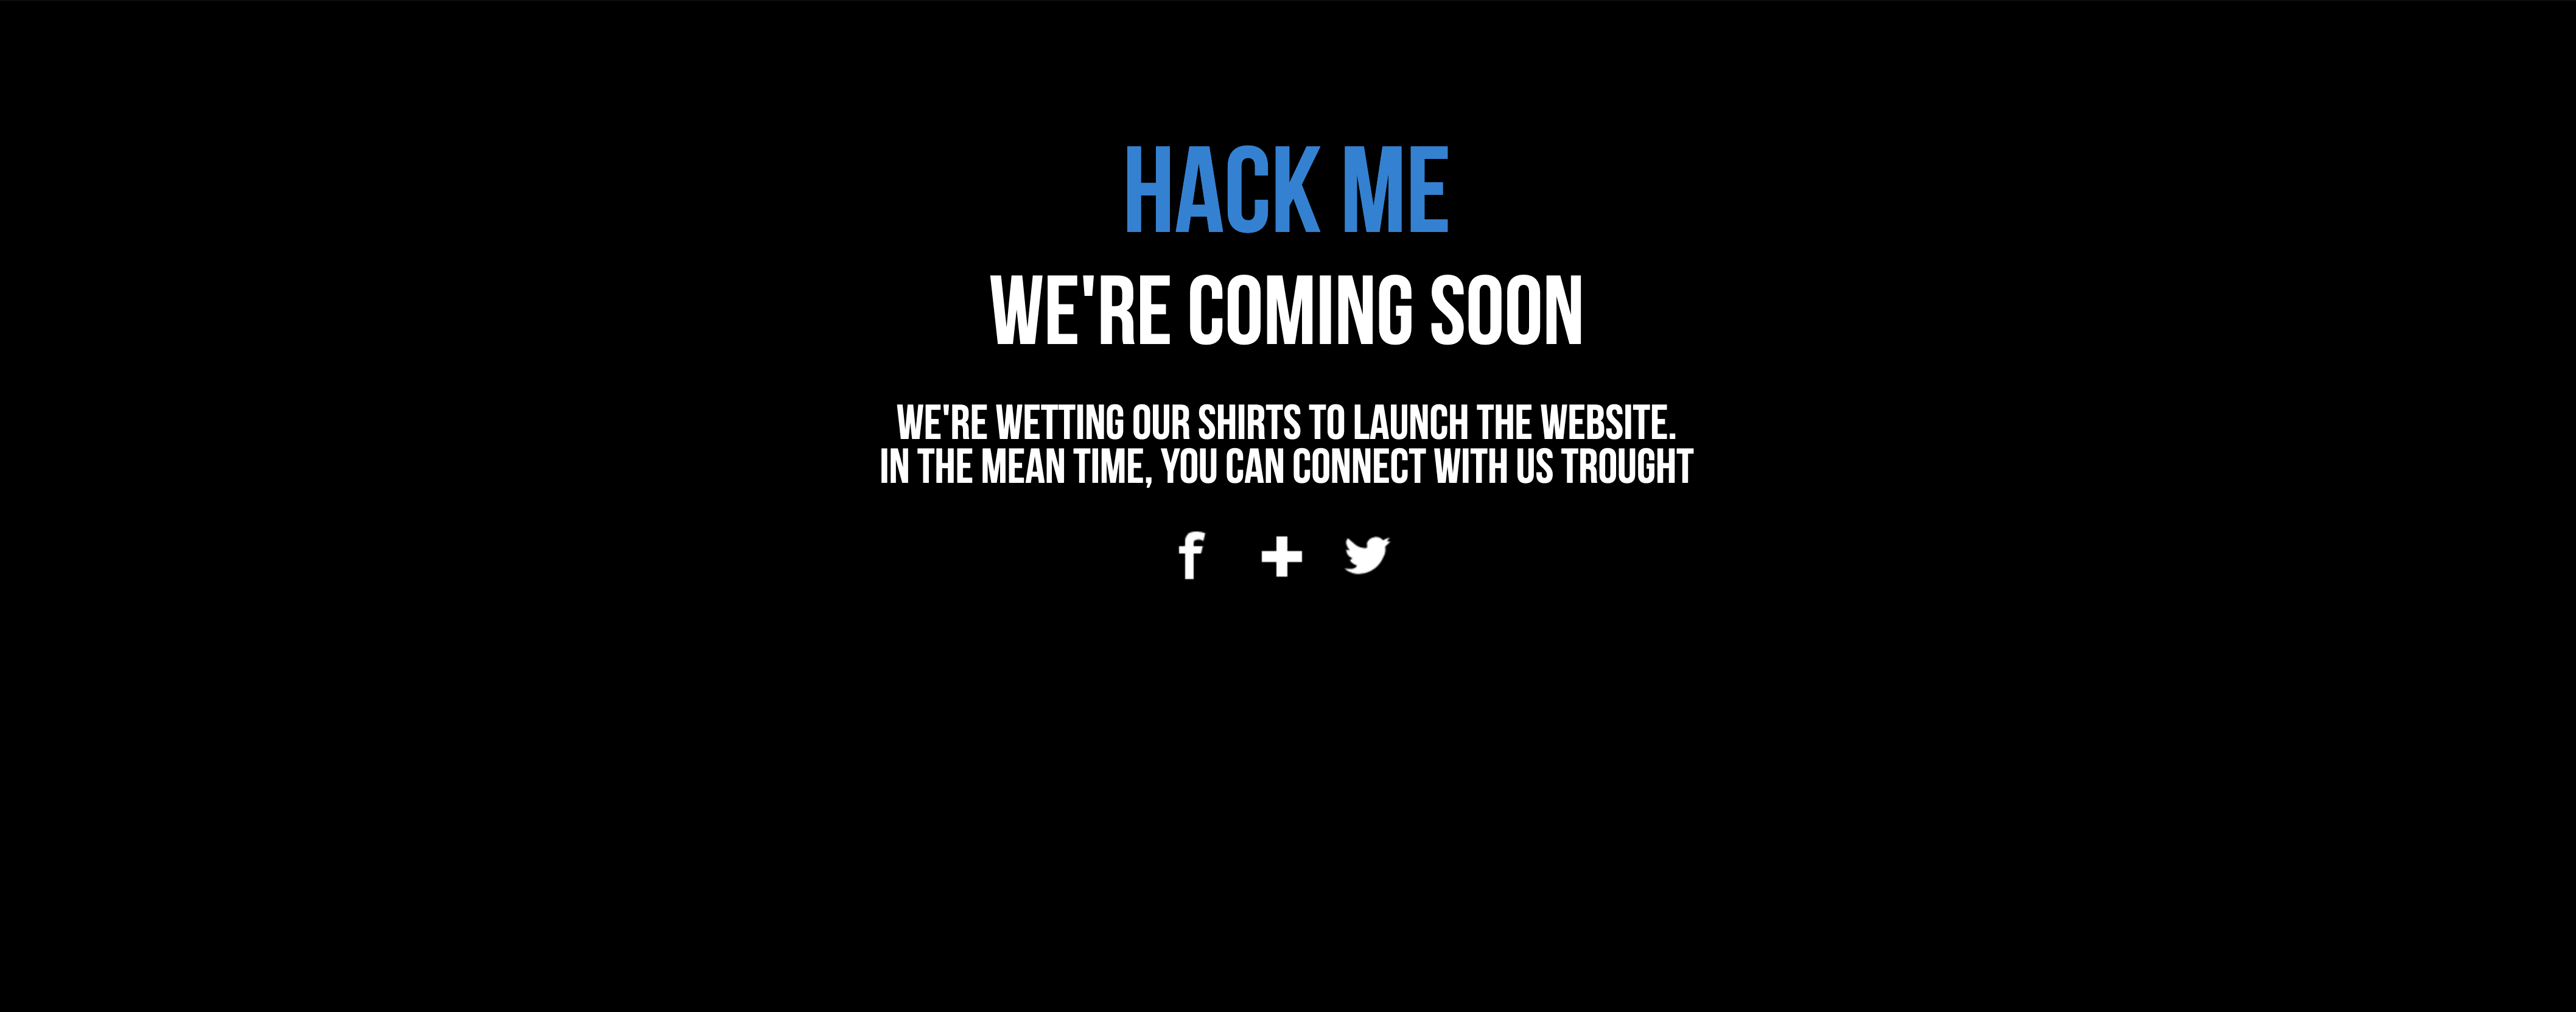 HACK ME
WE'RE COMING SOON
WE'RE WETTING OUR SHIRTS TO LAUNCH THE WEBSITE.
IN THE MEAN TIME, YOU CAN CONNECT WITH US TROUGHT